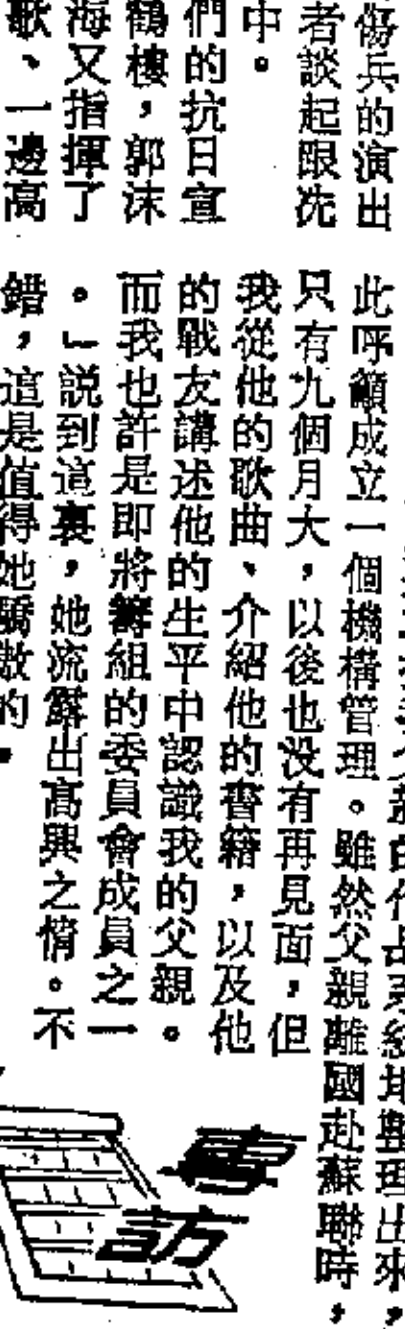 傷兵的演出
者談起跟冼
中。
們的抗日宣
鶴樓，郭沫
海又指揮了
歌、一邊高
整理出來，
此呼籲成立一個機構管理。雖然父親離國赴蘇聯時，
只有九個月大，以後也没有再見面，但
我從他的歌曲、介紹他的書籍，以及他
的戰友講述他的生平中認識我的父親。
而我也許是即將籌組的委員會成員之一
。」説到這裏，她流露出高興之情。不
錯，這是值得她驕傲的。
專訪